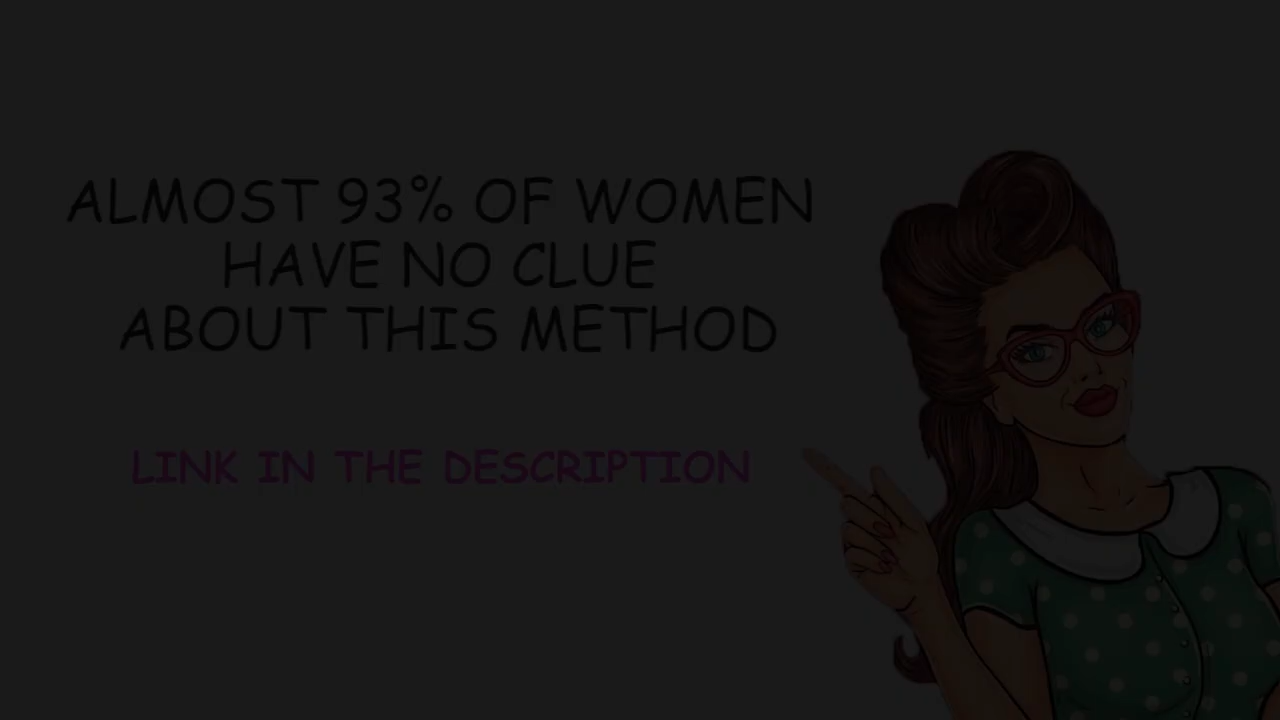 ALMOST 93% OF WOMEN
HAVE NO CLUE
ABOUT THIS METHOD
LINK IN THE DESCRIPTION